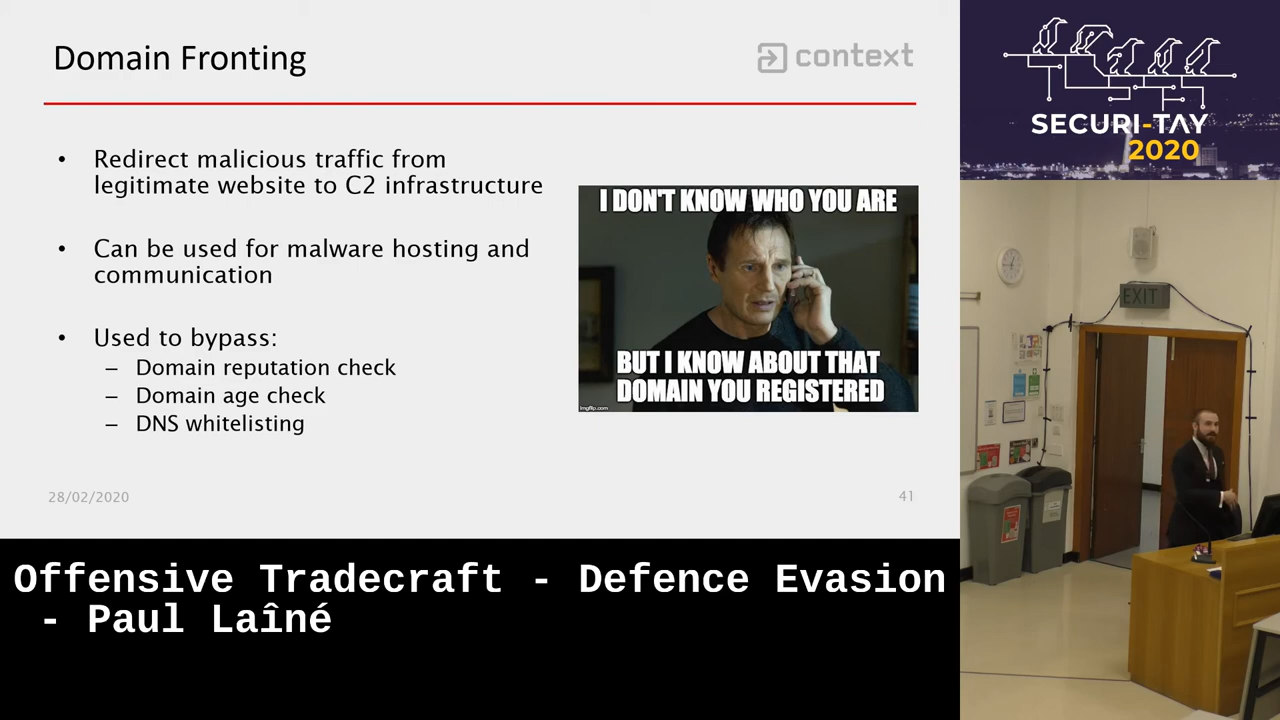 Domain Fronting
context
• Redirect malicious traffic from
legitimate website to C2 infrastructure
• Can be used for malware hosting and
communication
• Used to bypass:
– Domain reputation check
– Domain age check
– DNS whitelisting
I DON'T KNOW WHO YOU ARE
BUT I KNOW ABOUT THAT
DOMAIN YOU REGISTERED
imgflip.com
28/02/2020
41
Offensive Tradecraft - Defence Evasion
- Paul Laîné
SECURI-TAY
2020
EXIT